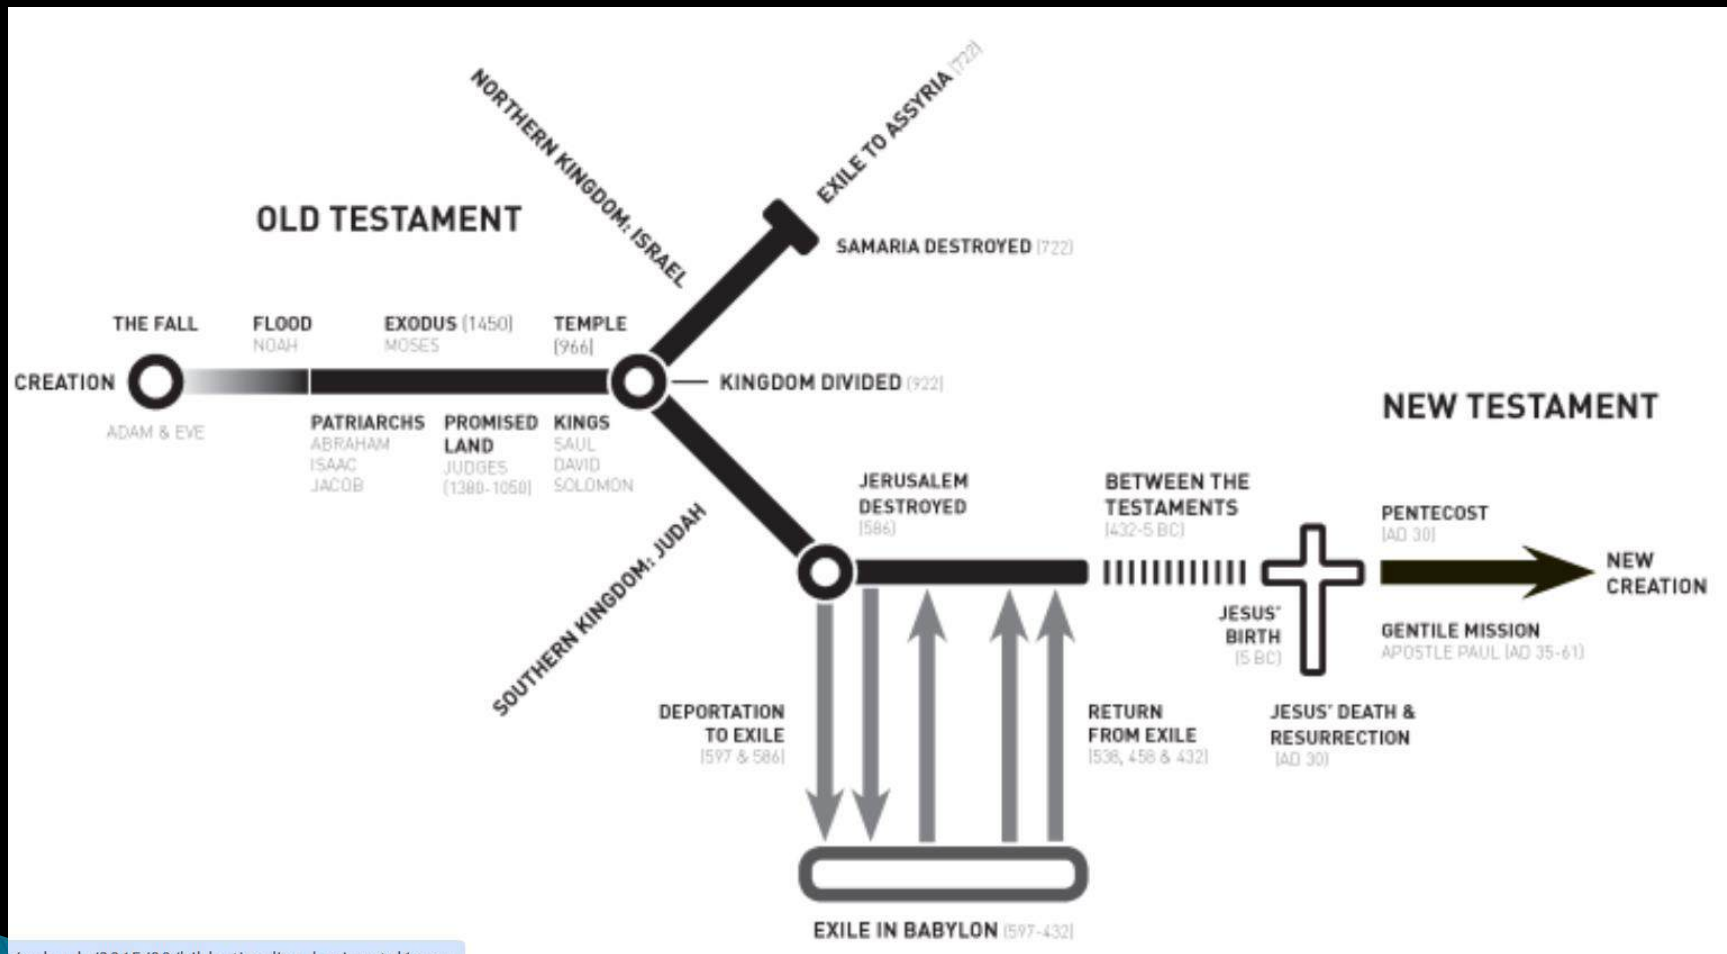 NORTHERN KINGDOM: ISRAEL
EXILE TO ASSYRIA (722)
OLD TESTAMENT
SAMARIA DESTROYED (722)
THE FALL
FLOOD
NOAH
EXODUS (1450)
MOSES
TEMPLE
(966)
CREATION
KINGDOM DIVIDED (922)
ADAM & EVE
PATRIARCHS
ABRAHAM
ISAAC
JACOB
PROMISED
LAND
JUDGES
(1380-1050)
KINGS
SAUL
DAVID
SOLOMON
NEW TESTAMENT
SOUTHERN KINGDOM: JUDAH
JERUSALEM
DESTROYED
(586)
BETWEEN THE
TESTAMENTS
(432-5 BC)
PENTECOST
(AD 30)
NEW
CREATION
JESUS'
BIRTH
(5 BC)
GENTILE MISSION
APOSTLE PAUL (AD 35-61)
DEPORTATION
TO EXILE
(597 & 586)
RETURN
FROM EXILE
(538, 458 & 432)
JESUS' DEATH &
RESURRECTION
(AD 30)
EXILE IN BABYLON (597-432)